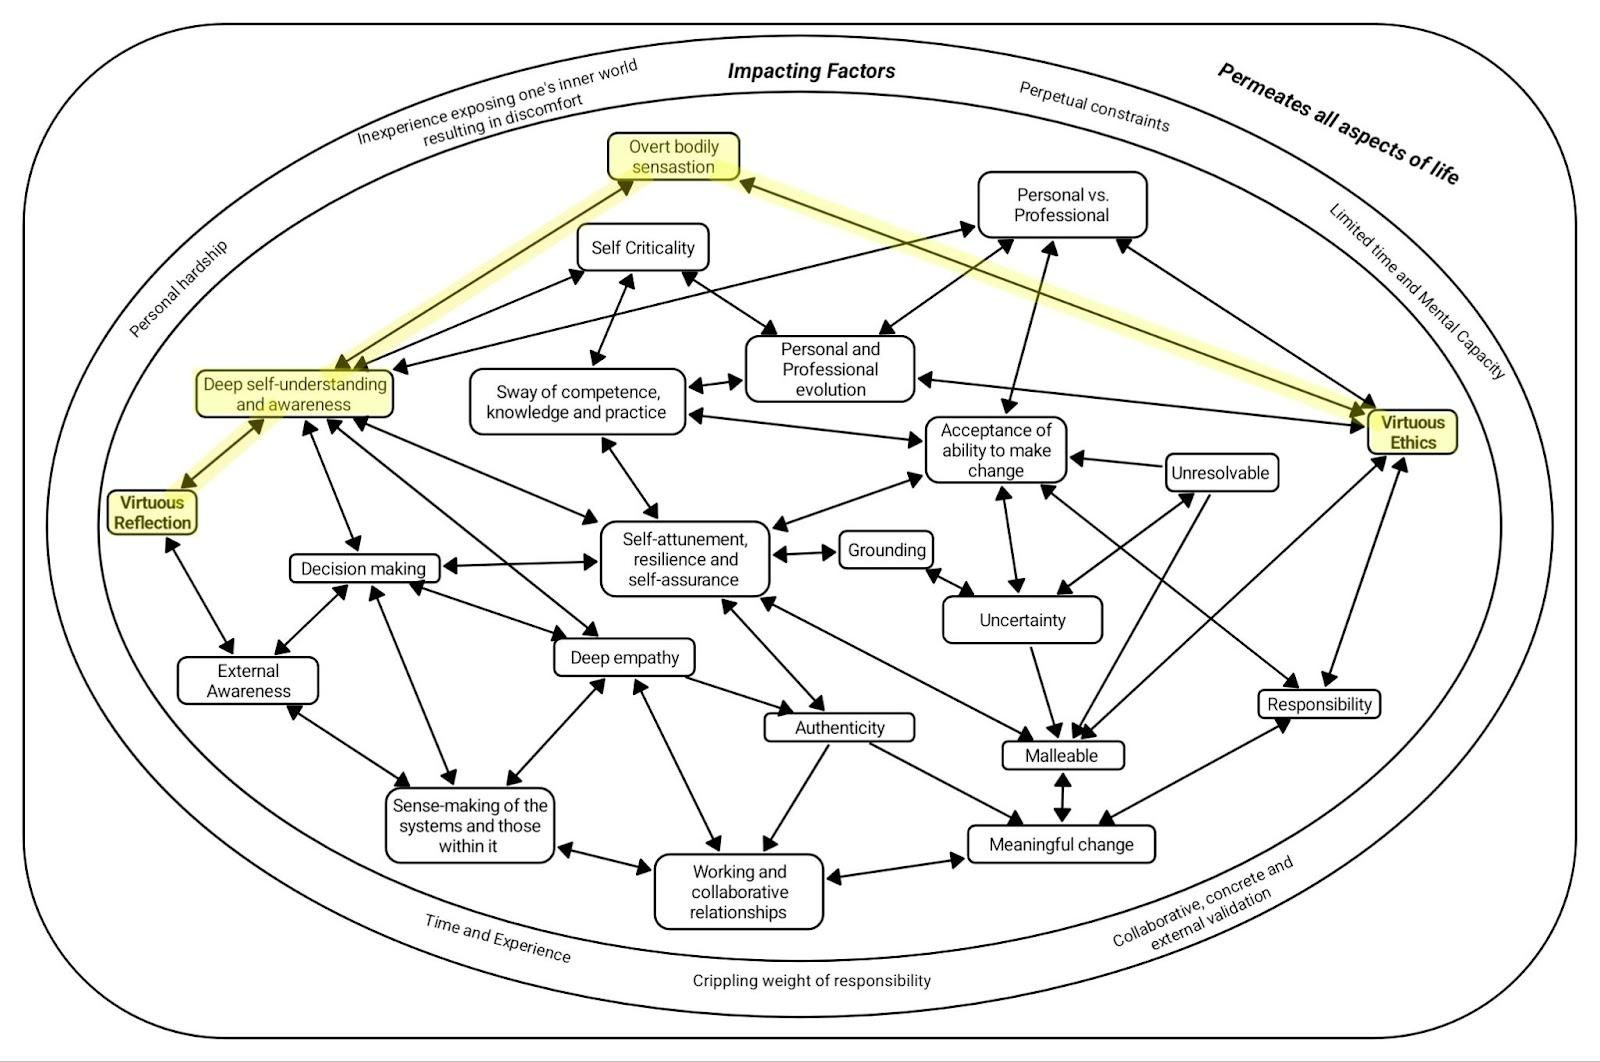 Impacting Factors
Permeates all aspects of life
Inexperience exposing one's inner world
resulting in discomfort
Perpetual constraints
Limited time and Mental Capacity
Personal hardship
Overt bodily
sensastion
Personal vs.
Professional
Self Criticality
Personal and
Professional
evolution
Deep self-understanding
and awareness
Sway of competence,
knowledge and practice
Virtuous
Ethics
Acceptance of
ability to make
change
Unresolvable
Virtuous
Reflection
Self-attunement,
resilience and
self-assurance
Grounding
Decision making
Uncertainty
Deep empathy
External
Awareness
Responsibility
Authenticity
Malleable
Sense-making of the
systems and those
within it
Meaningful change
Working and
collaborative
relationships
Time and Experience
Crippling weight of responsibility
Collaborative, concrete and
external validation